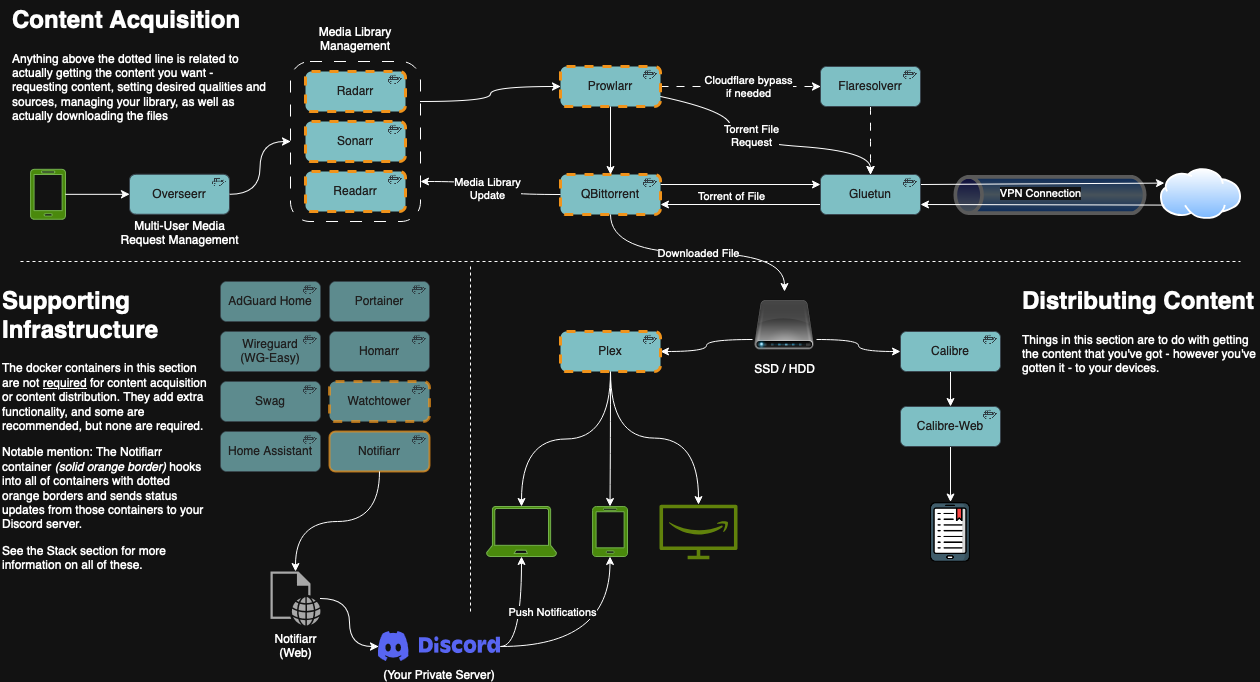 Content Acquisition
Anything above the dotted line is related to
actually getting the content you want -
requesting content, setting desired qualities and
sources, managing your library, as well as
actually downloading the files
Media Library
Management
Radarr
Sonarr
Readarr
Overseerr
Multi-User Media
Request Management
Prowlarr
Cloudflare bypass
if needed
Flaresolverr
Torrent File
Request
Media Library
Update
QBittorrent
Torrent of File
Gluetun
VPN Connection
Downloaded File
Supporting
Infrastructure
The docker containers in this section
are not required for content acquisition
or content distribution. They add extra
functionality, and some are
recommended, but none are required.
Notable mention: The Notifiarr
container (solid orange border) hooks
into all of containers with dotted
orange borders and sends status
updates from those containers to your
Discord server.
See the Stack section for more
information on all of these.
AdGuard Home
Portainer
Wireguard
(WG-Easy)
Homarr
Swag
Watchtower
Home Assistant
Notifiarr
Notifiarr
(Web)
Discord
(Your Private Server)
Push Notifications
Plex
SSD / HDD
Calibre
Calibre-Web
Distributing Content
Things in this section are to do with getting
the content that you've got - however you've
gotten it - to your devices.